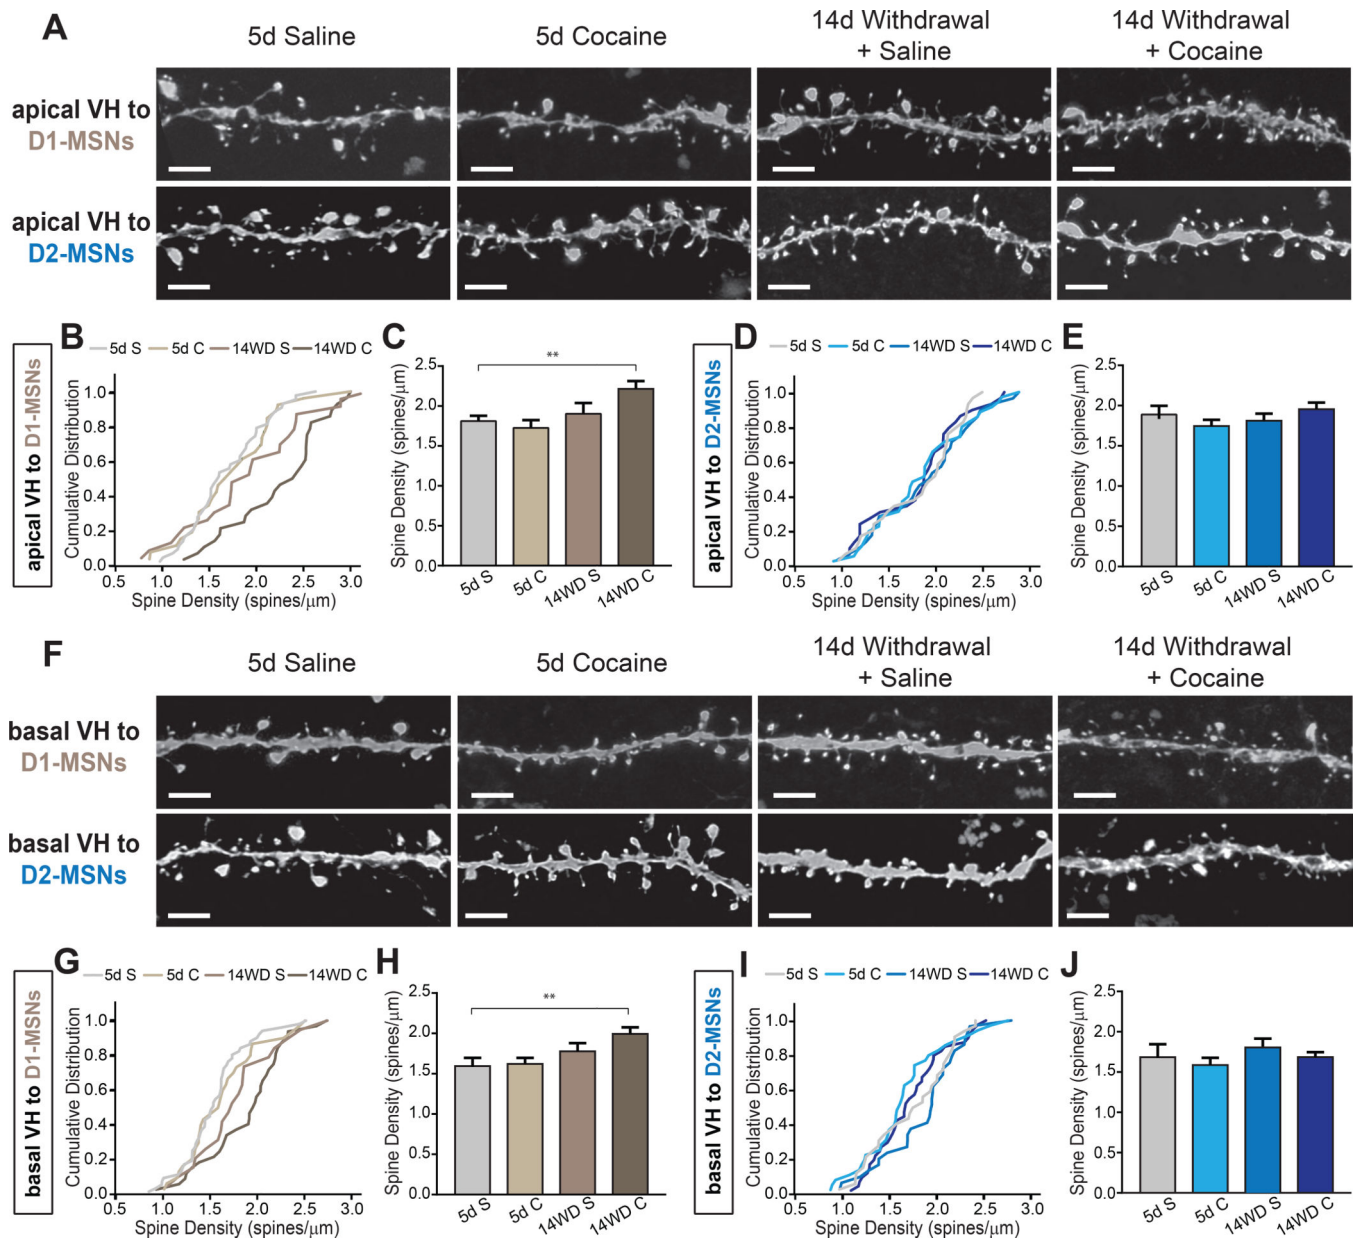 A
5d Saline
5d Cocaine
14d Withdrawal
+ Saline
14d Withdrawal
+ Cocaine
apical VH to
D1-MSNs
apical VH to
D2-MSNs
apical VH to D1-MSNs
B
5d S 5d C 14WD S 14WD C
Cumulative Distribution
1.0
0.8
0.6
0.4
0.2
0.0
0.5 1.0 1.5 2.0 2.5 3.0
Spine Density (spines/μm)
C
**
Spine Density (spines/μm)
2.5
2.0
1.5
1.0
0.5
0.0
5d S 5d C 14WD S 14WD C
apical VH to D2-MSNs
D
5d S 5d C 14WD S 14WD C
Cumulative Distribution
1.0
0.8
0.6
0.4
0.2
0.0
0.5 1.0 1.5 2.0 2.5 3.0
Spine Density (spines/μm)
E
Spine Density (spines/μm)
2.5
2.0
1.5
1.0
0.5
0.0
5d S 5d C 14WD S 14WD C
F
5d Saline
5d Cocaine
14d Withdrawal
+ Saline
14d Withdrawal
+ Cocaine
basal VH to
D1-MSNs
basal VH to
D2-MSNs
basal VH to D1-MSNs
G
5d S 5d C 14WD S 14WD C
Cumulative Distribution
1.0
0.8
0.6
0.4
0.2
0.0
0.5 1.0 1.5 2.0 2.5 3.0
Spine Density (spines/μm)
H
**
Spine Density (spines/μm)
2.5
2.0
1.5
1.0
0.5
0.0
5d S 5d C 14WD S 14WD C
basal VH to D2-MSNs
I
5d S 5d C 14WD S 14WD C
Cumulative Distribution
1.0
0.8
0.6
0.4
0.2
0.0
0.5 1.0 1.5 2.0 2.5 3.0
Spine Density (spines/μm)
J
Spine Density (spines/μm)
2.5
2.0
1.5
1.0
0.5
0.0
5d S 5d C 14WD S 14WD C